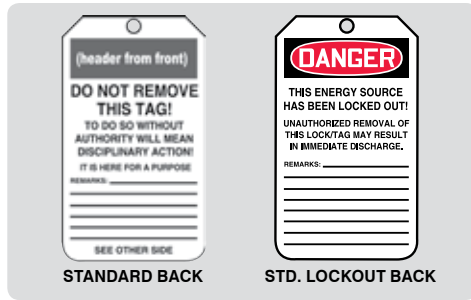 (header from front)
DO NOT REMOVE
THIS TAG!
TO DO SO WITHOUT
AUTHORITY WILL MEAN
DISCIPLINARY ACTION!
IT IS HERE FOR A PURPOSE
REMARKS:
SEE OTHER SIDE
STANDARD BACK
DANGER
THIS ENERGY SOURCE
HAS BEEN LOCKED OUT!
UNAUTHORIZED REMOVAL OF
THIS LOCK/TAG MAY RESULT
IN IMMEDIATE DISCHARGE.
REMARKS:
STD. LOCKOUT BACK